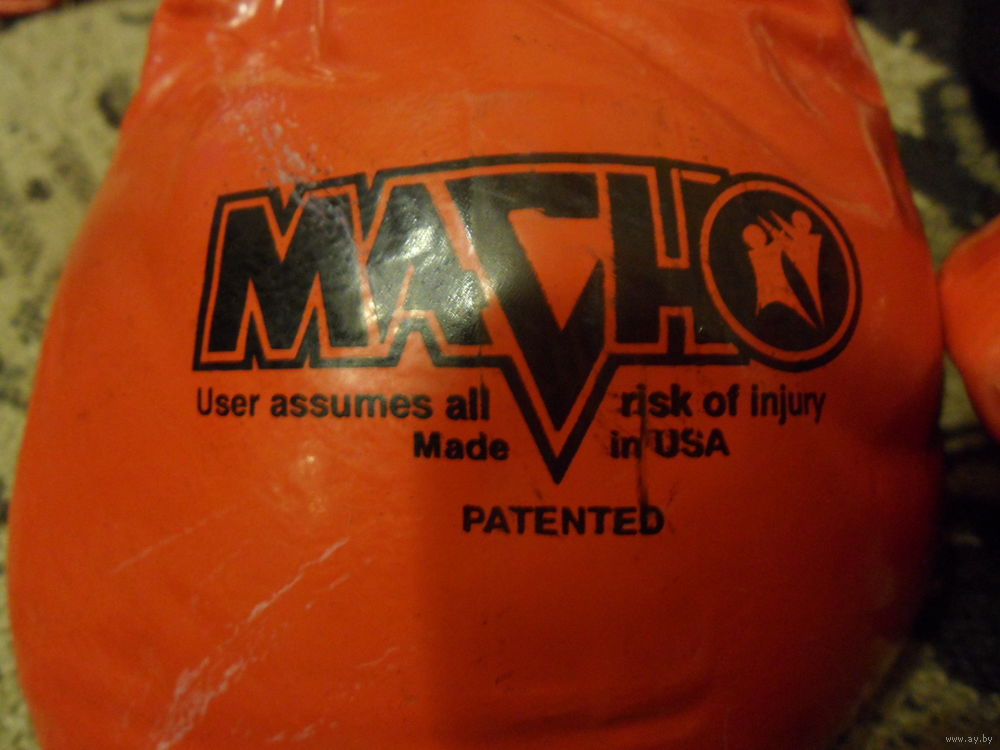 MACHO
User assumes all risk of injury
Made in USA
PATENTED
www.ay.by